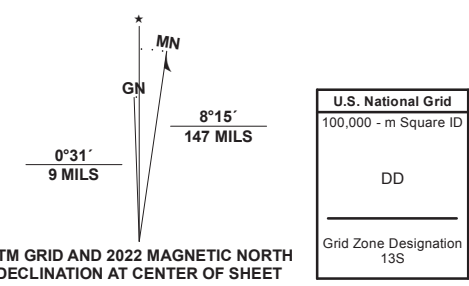 ★
MN
GN
8°15´
147 MILS
0°31´
9 MILS
TM GRID AND 2022 MAGNETIC NORTH
DECLINATION AT CENTER OF SHEET
U.S. National Grid
100,000 - m Square ID
DD
Grid Zone Designation
13S